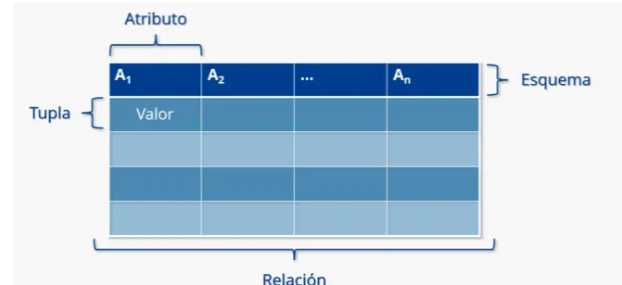 Atributo
A₁ A₂ ... Aₙ
Esquema
Tupla
Valor
Relación